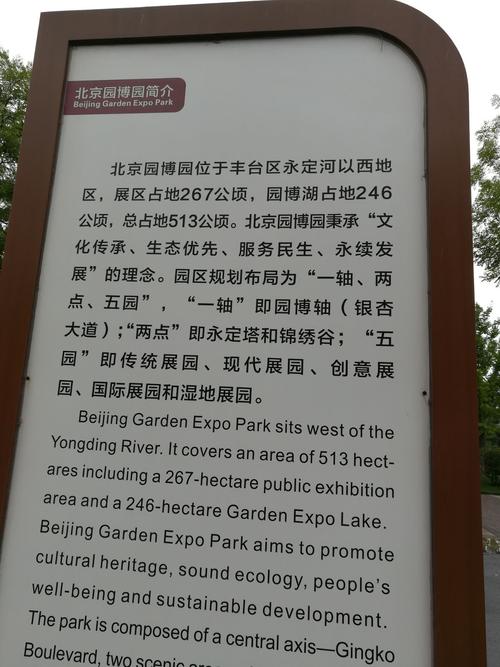 北京园博园简介
Beijing Garden Expo Park
北京园博园位于丰台区永定河以西地
区，展区占地267公顷，园博湖占地246
公顷，总占地513公顷。北京园博园秉承“文
化传承、生态优先、服务民生、永续发
展”的理念。园区规划布局为“一轴、两
点、五园”，“一轴”即园博轴（银杏
大道）；“两点”即永定塔和锦绣谷；“五
园”即传统展园、现代展园、创意展
园、国际展园和湿地展园。
Beijing Garden Expo Park sits west of the
Yongding River. It covers an area of 513 hect-
ares including a 267-hectare public exhibition
area and a 246-hectare Garden Expo Lake.
Beijing Garden Expo Park aims to promote
cultural heritage, sound ecology, people's
well-being and sustainable development.
The park is composed of a central axis—Gingko
Boulevard, two scenic